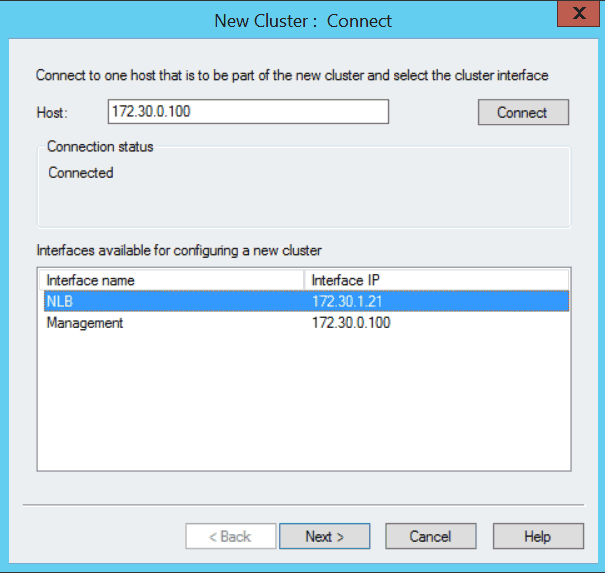 New Cluster : Connect
X
Connect to one host that is to be part of the new cluster and select the cluster interface
Host: 172.30.0.100 Connect
Connection status
Connected
Interfaces available for configuring a new cluster
Interface name Interface IP
NLB 172.30.1.21
Management 172.30.0.100
< Back Next > Cancel Help